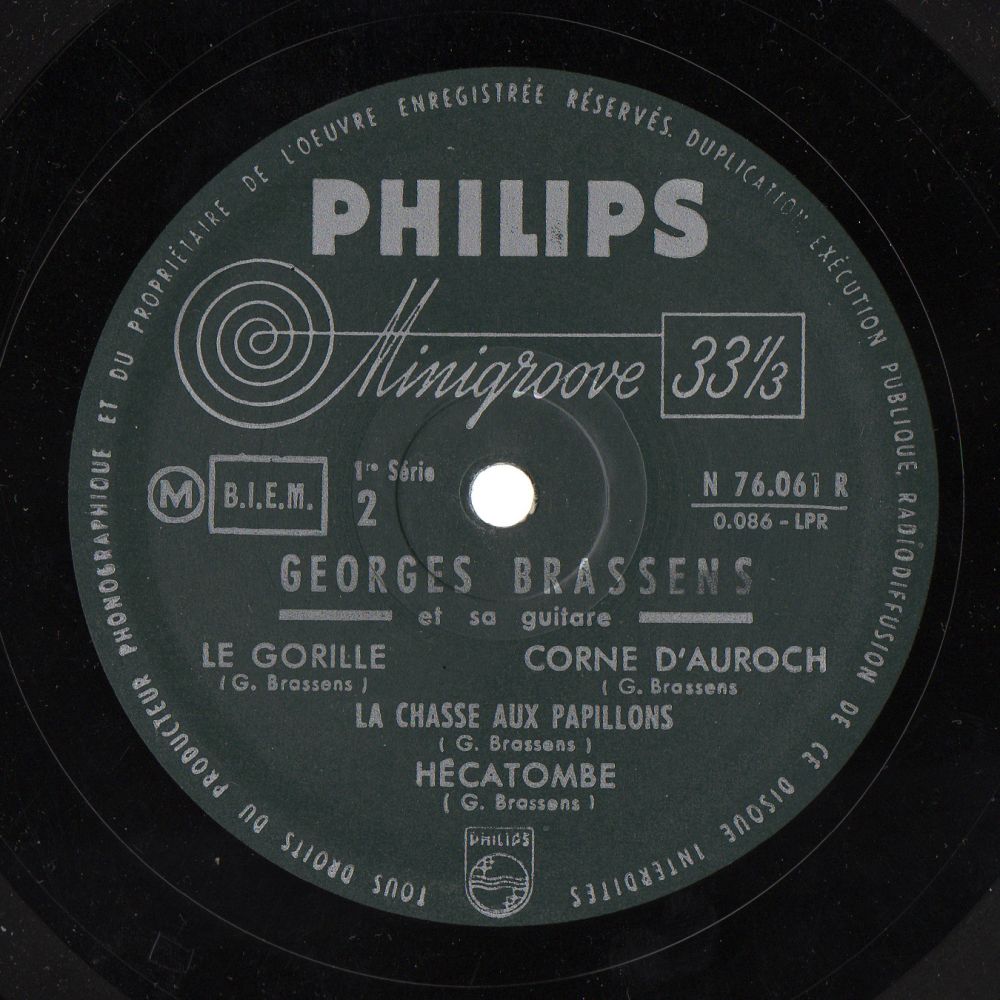 TOUS DROITS DU PRODUCTEUR PHONOGRAPHIQUE ET DU PROPRIÉTAIRE DE L'OEUVRE ENREGISTRÉE RÉSERVÉS. DUPLICATION EXÉCUTION PUBLIQUE, RADIODIFFUSION DE CE DISQUE INTERDITES
PHILIPS
Minigroove 33 1/3
M B.I.E.M. 1re Série
2
N 76.061 R
0.086 - LPR
GEORGES BRASSENS
et sa guitare
LE GORILLE
(G. Brassens)
CORNE D'AUROCH
( G. Brassens
LA CHASSE AUX PAPILLONS
( G. Brassens )
HÉCATOMBE
( G. Brassens )
PHILIPS